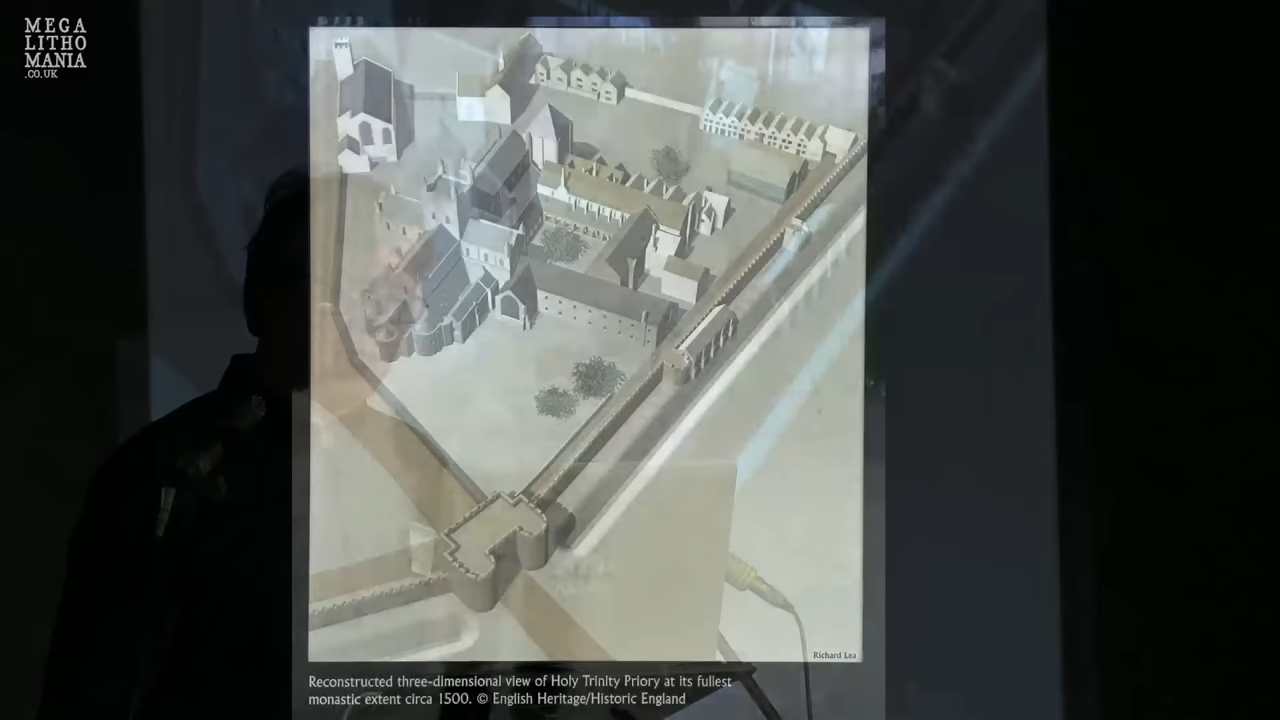 MEGA
LITHO
MANIA
.CO.UK
Richard Lea
Reconstructed three-dimensional view of Holy Trinity Priory at its fullest
monastic extent circa 1500. © English Heritage/Historic England